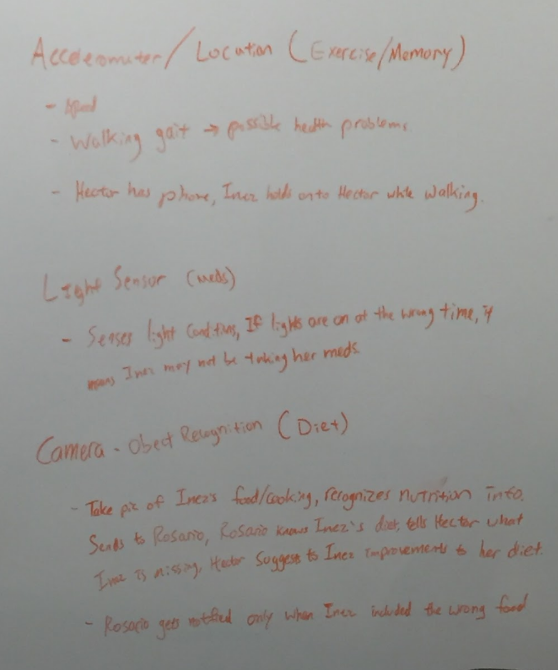 Accelerometer/Location (Exercise/Memory)
- speed
- Walking gait → possible health problems
- Hector has phone, Inez holds onto Hector while walking.
Light Sensor (meds)
- Senses light conditions, If lights are on at the wrong time, it
means Inez may not be taking her meds.
Camera - Obect Recognition (Diet)
- Take pic of Inez's food/cooking, recognizes nutrition info.
Sends to Rosario, Rosario knows Inez's diet, tells Hector what
Inez is missing, Hector suggests to Inez improvements to her diet.
- Rosario gets notified only when Inez included the wrong food